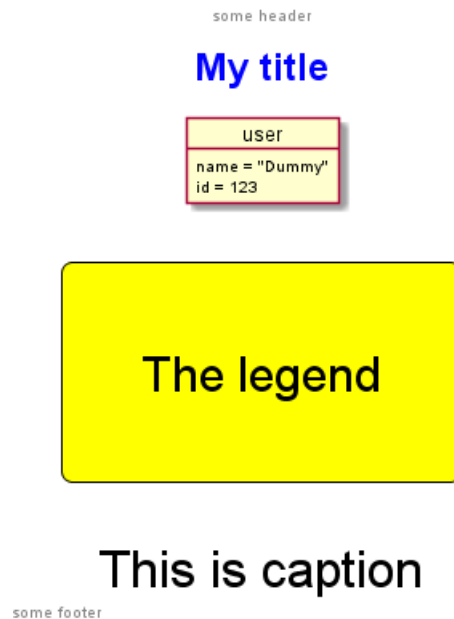 some header
My title
user
name = "Dummy"
id = 123
The legend
This is caption
some footer